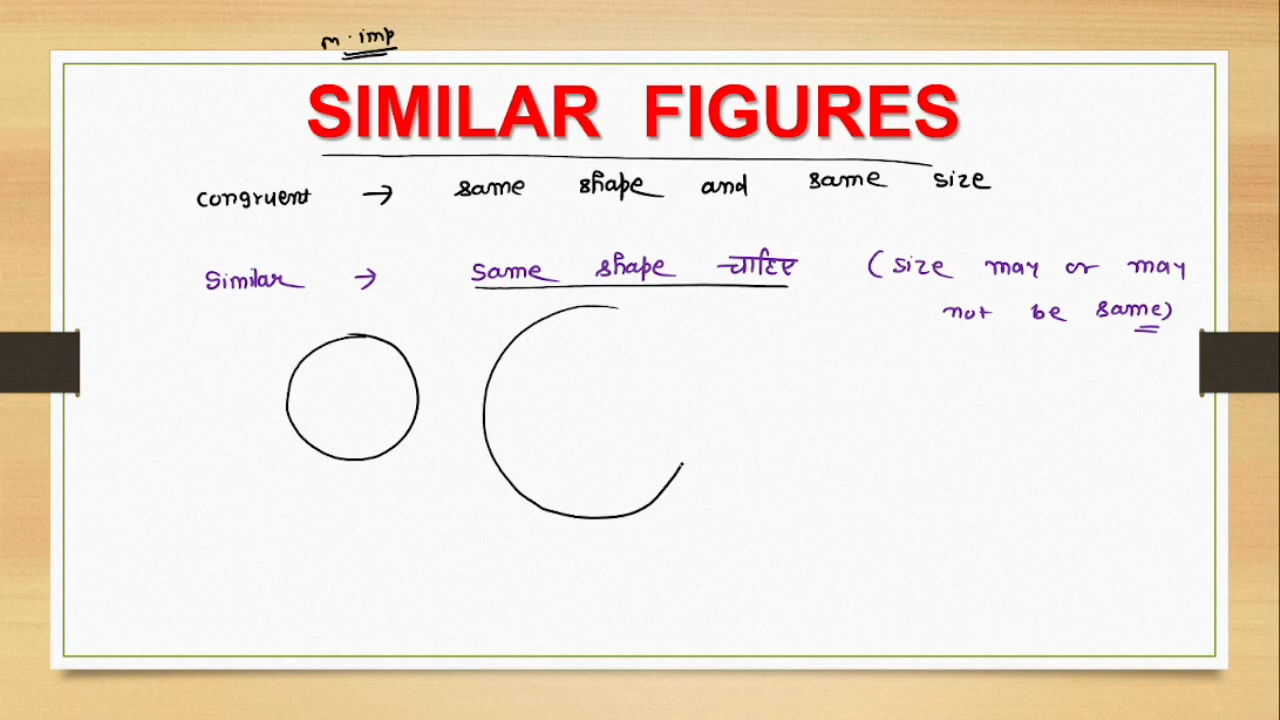 m. imp
SIMILAR FIGURES
congruent → same shape and same size
Similar → same shape चाहिए (size may or may
not be same)